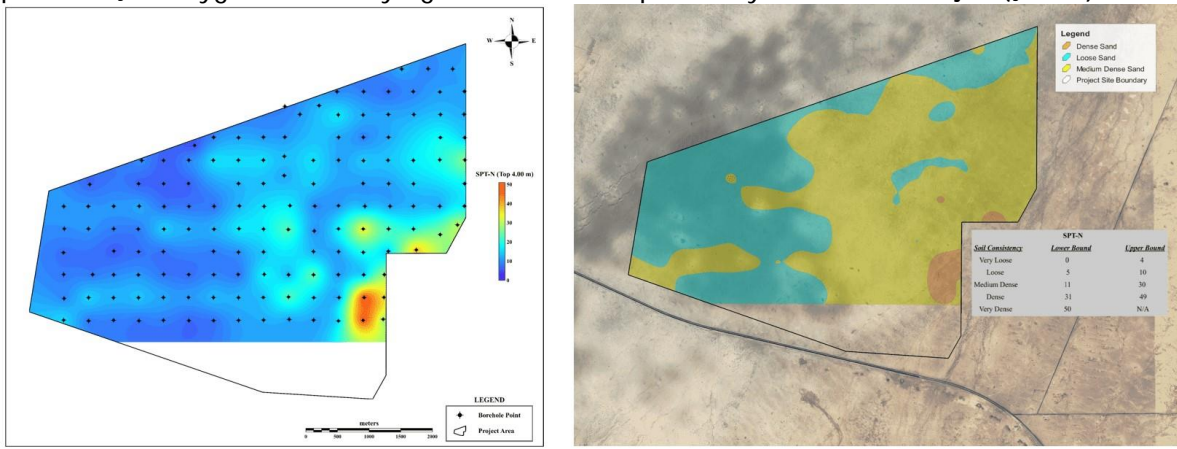 N
W E
S
SPT-N (Top 4.00 m)
50
40
30
20
10
0
LEGEND
Borehole Point
Project Area
meters
0 500 1000 2000
Legend
Dense Sand
Loose Sand
Medium Dense Sand
Project Site Boundary
SPT-N
Soil Consistency Lower Bound Upper Bound
Very Loose 0 4
Loose 5 10
Medium Dense 11 30
Dense 31 49
Very Dense 50 N/A